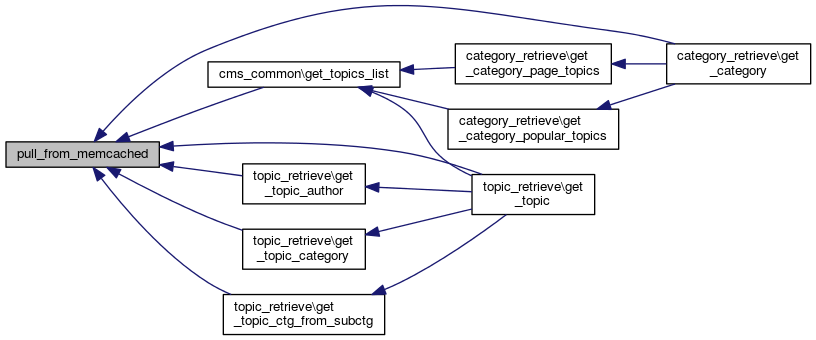 category_retrieve\get
_category
category_retrieve\get
_category_page_topics
cms_common\get_topics_list
category_retrieve\get
_category_popular_topics
pull_from_memcached
topic_retrieve\get
_topic_author
topic_retrieve\get
_topic
topic_retrieve\get
_topic_category
topic_retrieve\get
_topic_ctg_from_subctg